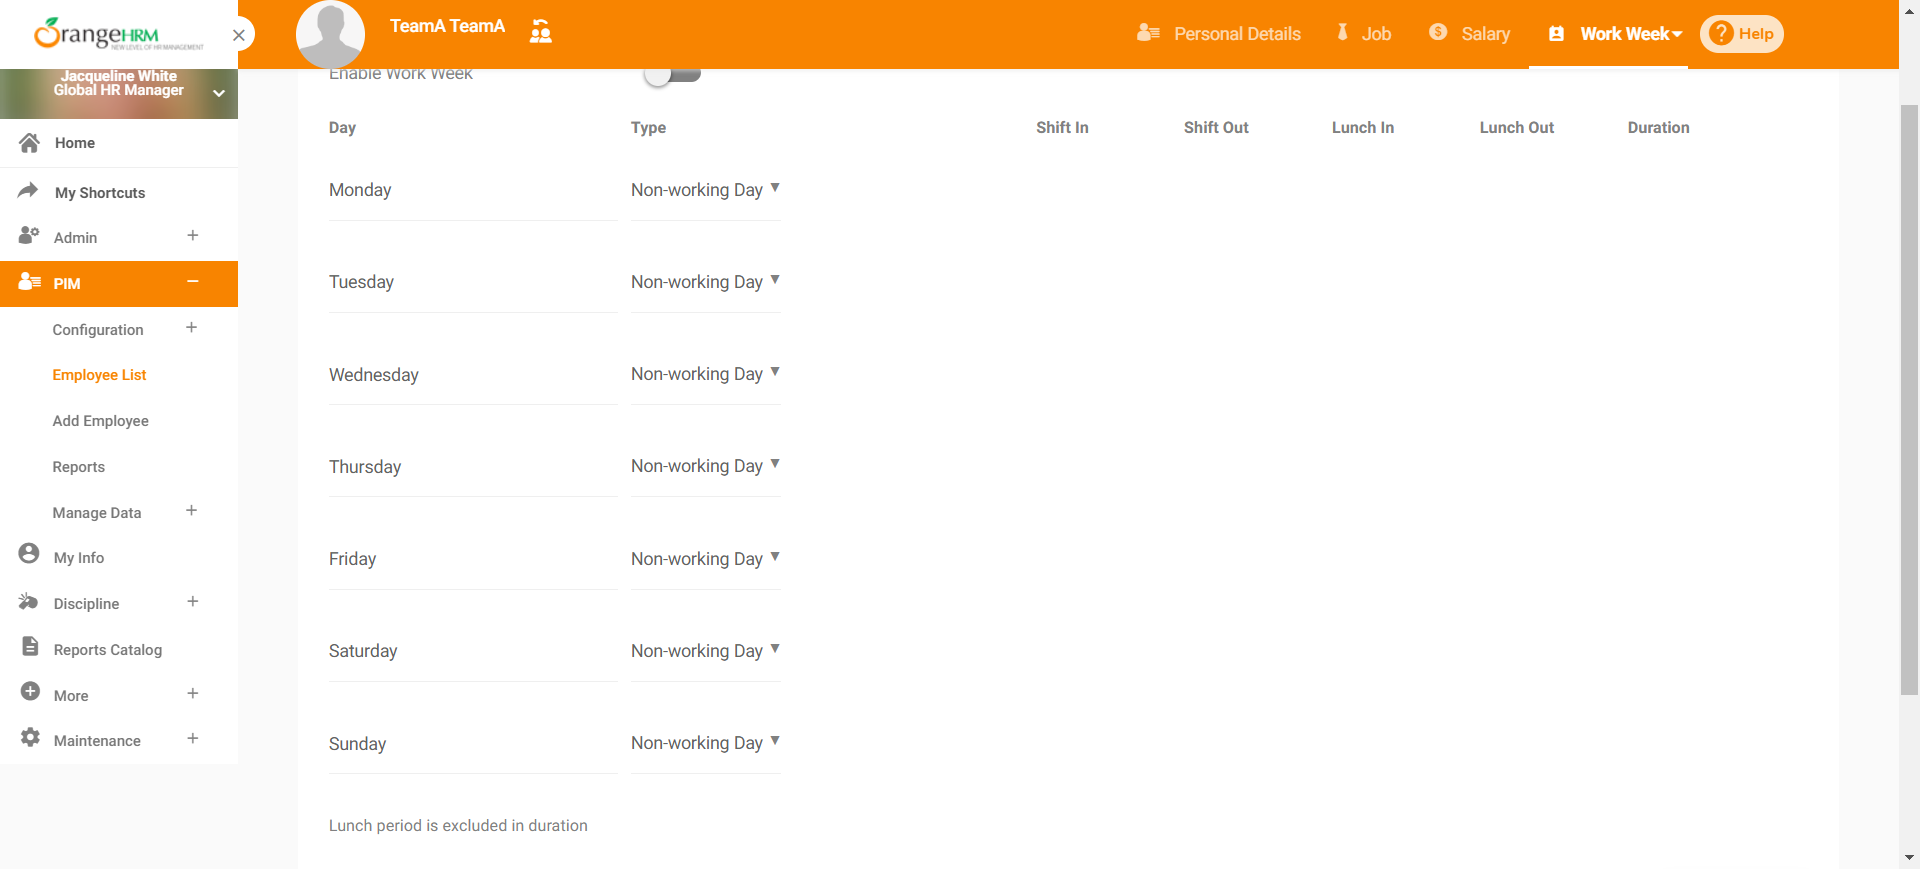 OrangeHRM
NEW LEVEL OF HR MANAGEMENT
TeamA TeamA
Personal Details
Job
Salary
Work Week
? Help
Jacqueline White
Global HR Manager
Home
My Shortcuts
Admin
PIM
Configuration
Employee List
Add Employee
Reports
Manage Data
My Info
Discipline
Reports Catalog
More
Maintenance
Enable Work Week
Day Type Shift In Shift Out Lunch In Lunch Out Duration
Monday Non-working Day
Tuesday Non-working Day
Wednesday Non-working Day
Thursday Non-working Day
Friday Non-working Day
Saturday Non-working Day
Sunday Non-working Day
Lunch period is excluded in duration